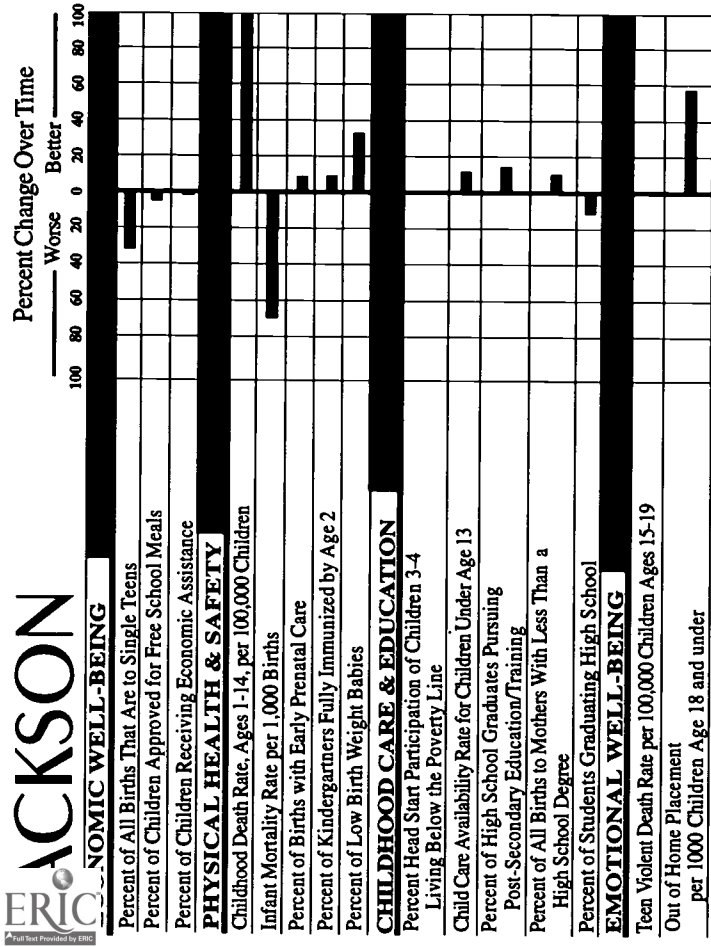 ACKSON
Percent Change Over Time
Worse Better
100 80 60 40 20 0 20 40 60 80 100
NOMIC WELL-BEING
Percent of All Births That Are to Single Teens
Percent of Children Approved for Free School Meals
Percent of Children Receiving Economic Assistance
PHYSICAL HEALTH & SAFETY
Childhood Death Rate, Ages 1-14, per 100,000 Children
Infant Mortality Rate per 1,000 Births
Percent of Births with Early Prenatal Care
Percent of Kindergartners Fully Immunized by Age 2
Percent of Low Birth Weight Babies
CHILDHOOD CARE & EDUCATION
Percent Head Start Participation of Children 3-4
Living Below the Poverty Line
Child Care Availability Rate for Children Under Age 13
Percent of High School Graduates Pursuing
Post-Secondary Education/Training
Percent of All Births to Mothers With Less Than a
High School Degree
Percent of Students Graduating High School
EMOTIONAL WELL-BEING
Teen Violent Death Rate per 100,000 Children Ages 15-19
Out of Home Placement
per 1000 Children Age 18 and under
ERIC
Full Text Provided by ERIC